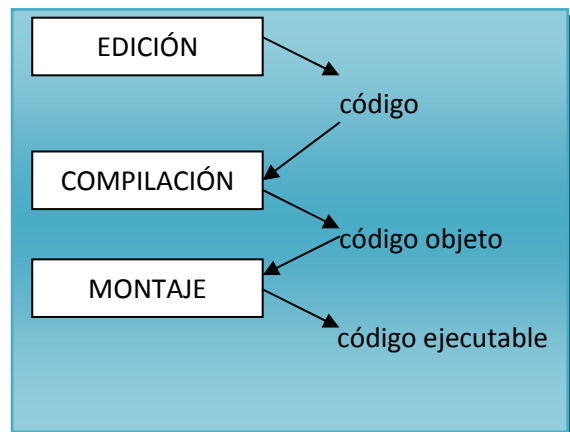 EDICIÓN
código
COMPILACIÓN
código objeto
MONTAJE
código ejecutable